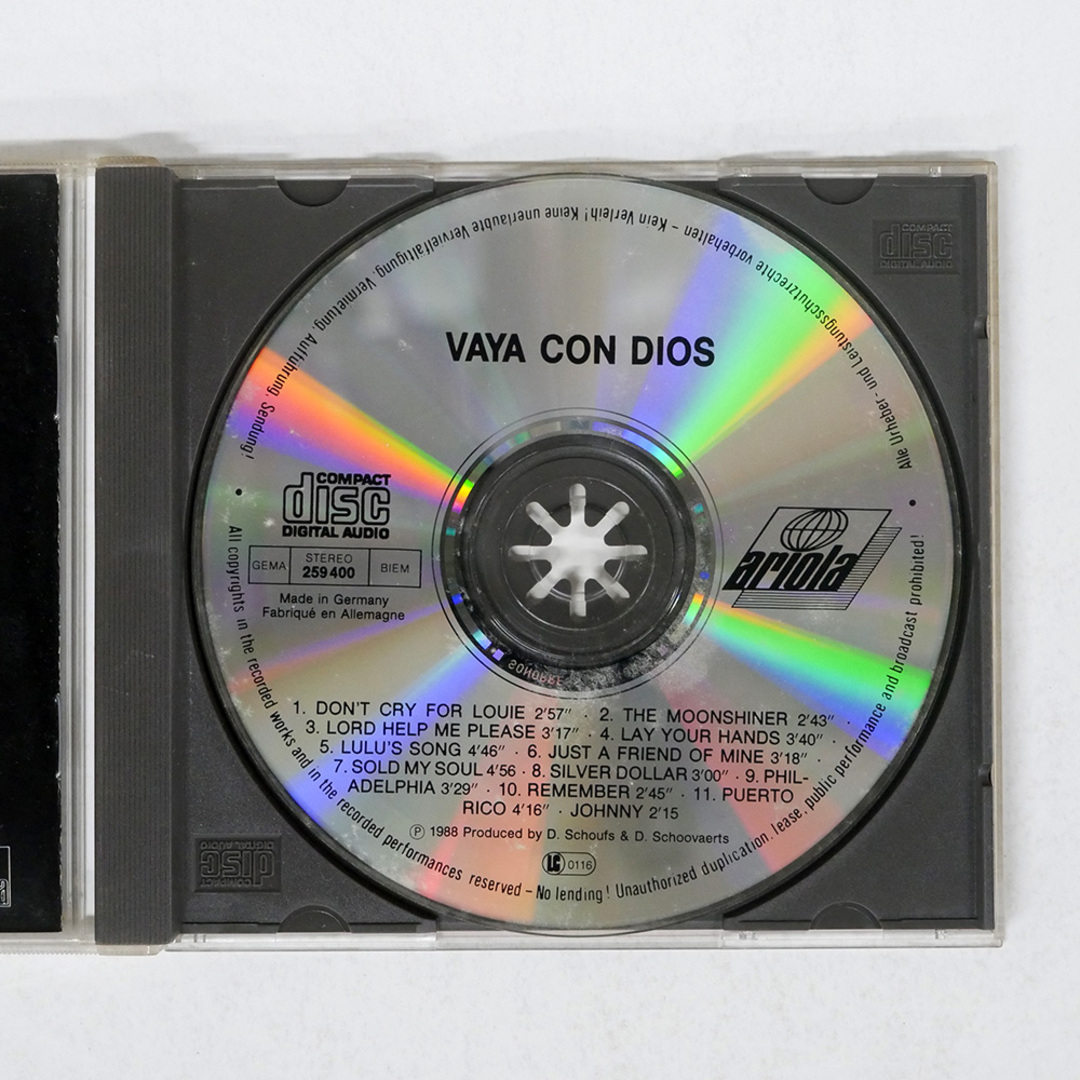 VAYA CON DIOS
COMPACT
disc
DIGITAL AUDIO
GEMA
STEREO
259 400
BIEM
Made in Germany
Fabriqué en Allemagne
ariola
1. DON'T CRY FOR LOUIE 2'57" · 2. THE MOONSHINER 2'43" ·
3. LORD HELP ME PLEASE 3'17" · 4. LAY YOUR HANDS 3'40" ·
5. LULU'S SONG 4'46" · 6. JUST A FRIEND OF MINE 3'18" ·
7. SOLD MY SOUL 4'56 · 8. SILVER DOLLAR 3'00" · 9. PHIL-
ADELPHIA 3'29" · 10. REMEMBER 2'45" · 11. PUERTO
RICO 4'16" · JOHNNY 2'15
℗ 1988 Produced by D. Schoufs & D. Schoovaerts
LC 0116
Alle Urheber- und Leistungsschutzrechte vorbehalten – Kein Verleih! Keine unerlaubte Vervielfältigung, Vermietung, Aufführung, Sendung!
All copyrights in the recorded works and in the recorded performances reserved – No lending! Unauthorized duplication, lease, public performance and broadcast prohibited!
COMPACT
disc
DIGITAL AUDIO
COMPACT
disc
DIGITAL AUDIO